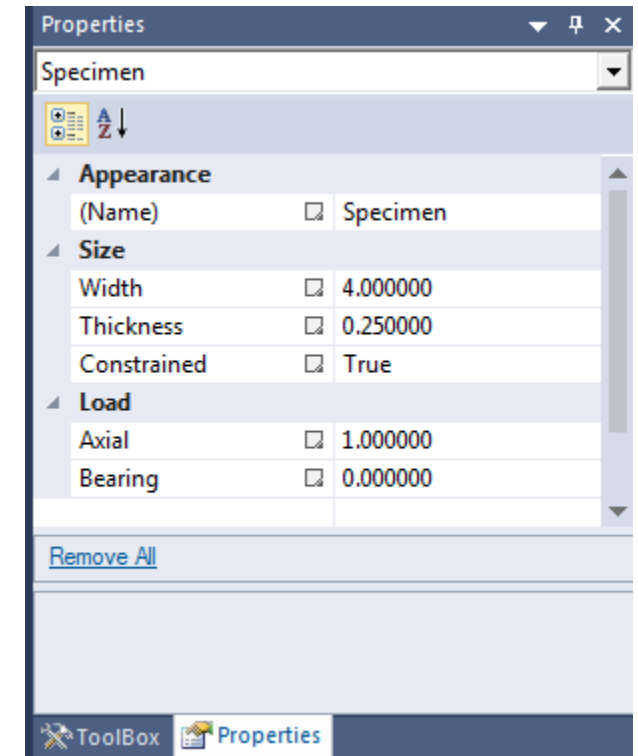 Properties
Specimen
Appearance
(Name) Specimen
Size
Width 4.000000
Thickness 0.250000
Constrained True
Load
Axial 1.000000
Bearing 0.000000
Remove All
ToolBox Properties